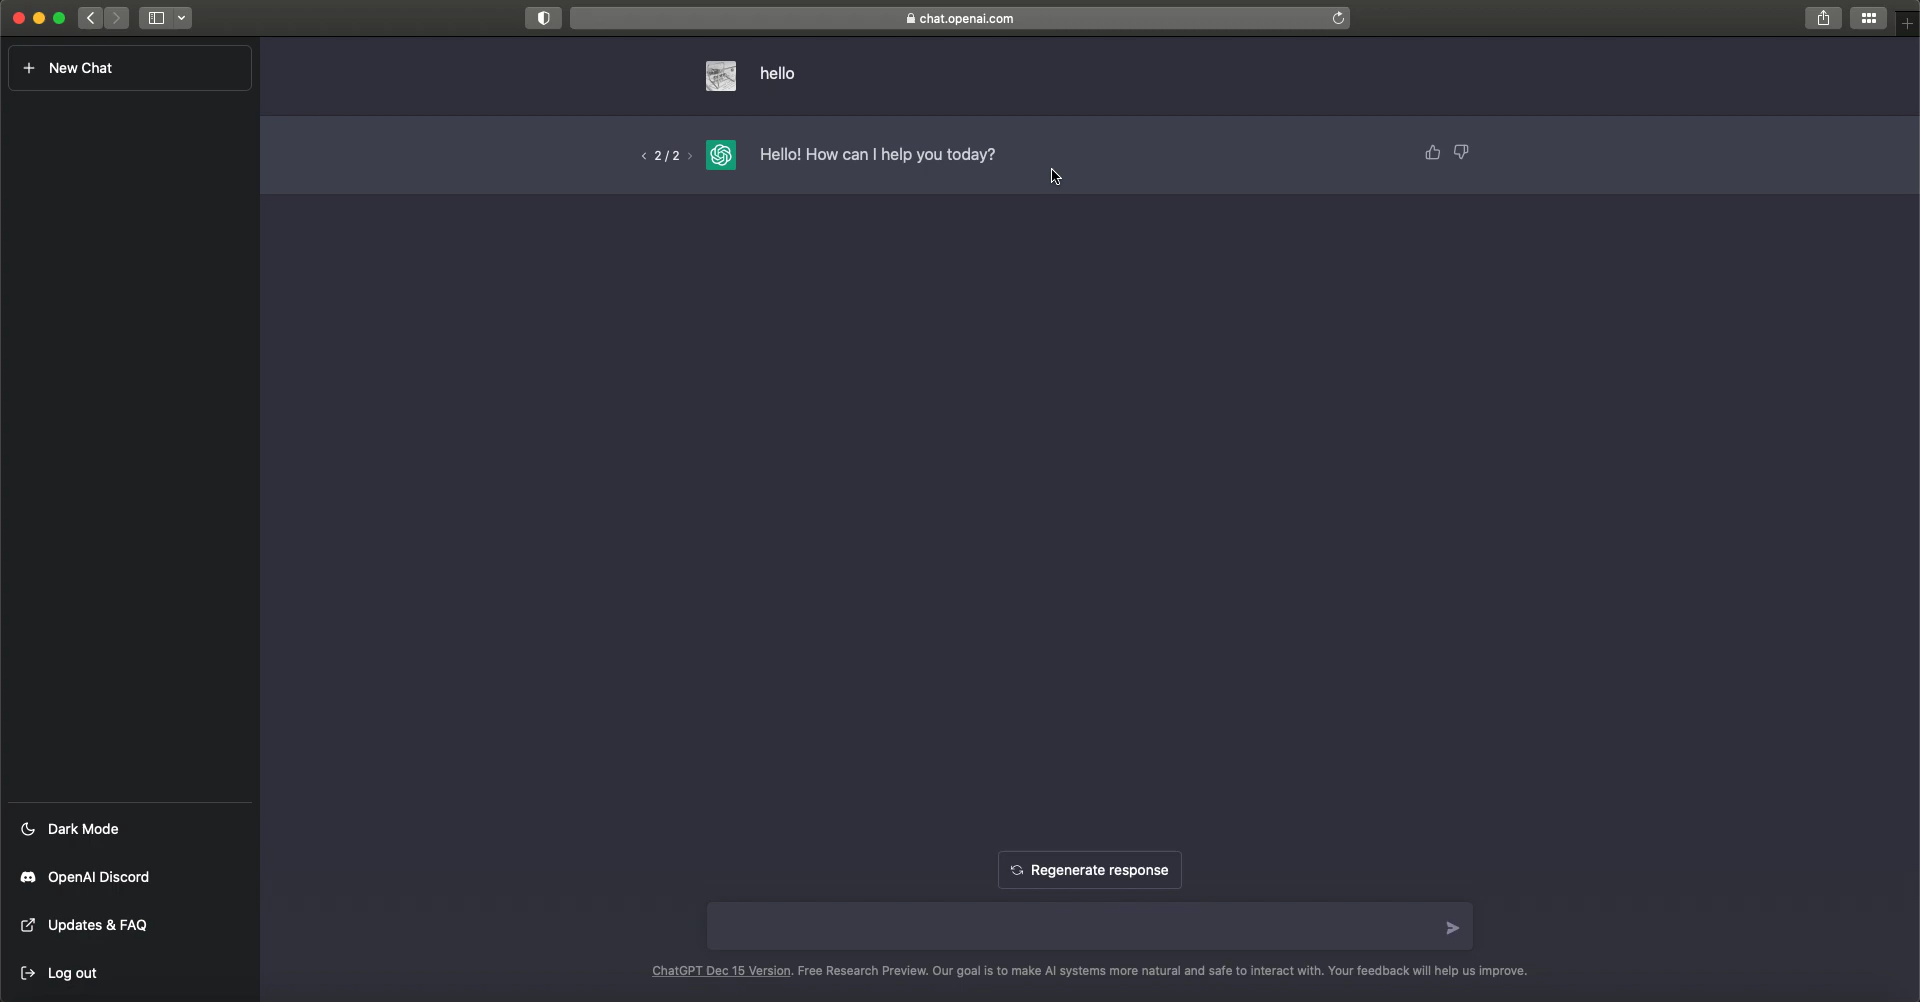 chat.openai.com
New Chat
hello
2 / 2
Hello! How can I help you today?
Dark Mode
OpenAI Discord
Updates & FAQ
Log out
Regenerate response
ChatGPT Dec 15 Version. Free Research Preview. Our goal is to make AI systems more natural and safe to interact with. Your feedback will help us improve.